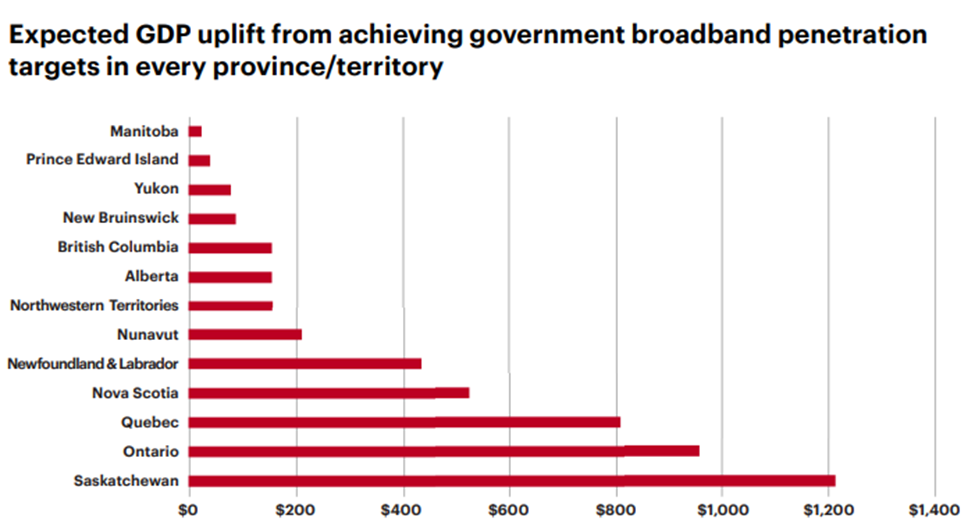 Expected GDP uplift from achieving government broadband penetration
targets in every province/territory
Manitoba
Prince Edward Island
Yukon
New Bruinswick
British Columbia
Alberta
Northwestern Territories
Nunavut
Newfoundland & Labrador
Nova Scotia
Quebec
Ontario
Saskatchewan
$0 $200 $400 $600 $800 $1,000 $1,200 $1,400